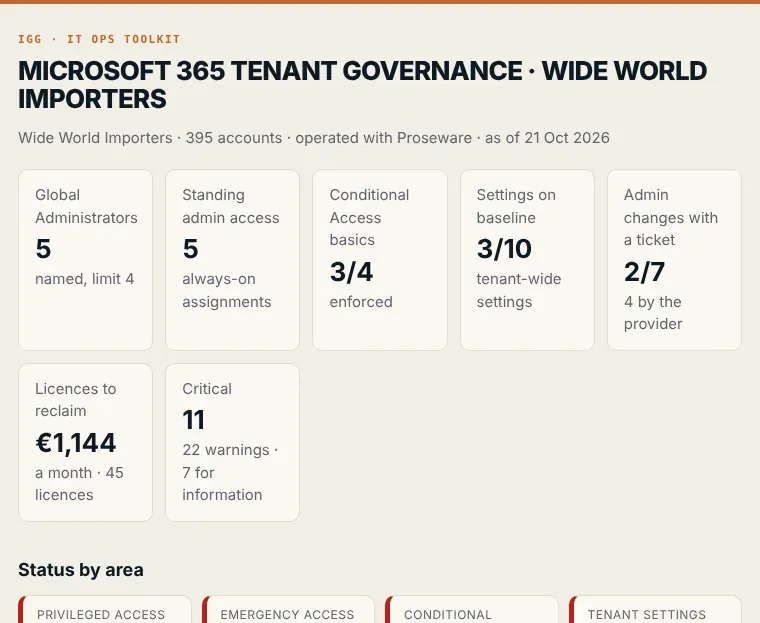 IGG · IT OPS TOOLKIT
MICROSOFT 365 TENANT GOVERNANCE · WIDE WORLD
IMPORTERS
Wide World Importers · 395 accounts · operated with Proseware · as of 21 Oct 2026
Global
Administrators
5
named, limit 4
Standing
admin access
5
always-on
assignments
Conditional
Access
basics
3/4
enforced
Settings on
baseline
3/10
tenant-wide
settings
Admin
changes with
a ticket
2/7
4 by the
provider
Licences to
reclaim
€1,144
a month · 45
licences
Critical
11
22 warnings ·
7 for
information
Status by area
PRIVILEGED ACCESS
EMERGENCY ACCESS
CONDITIONAL
TENANT SETTINGS